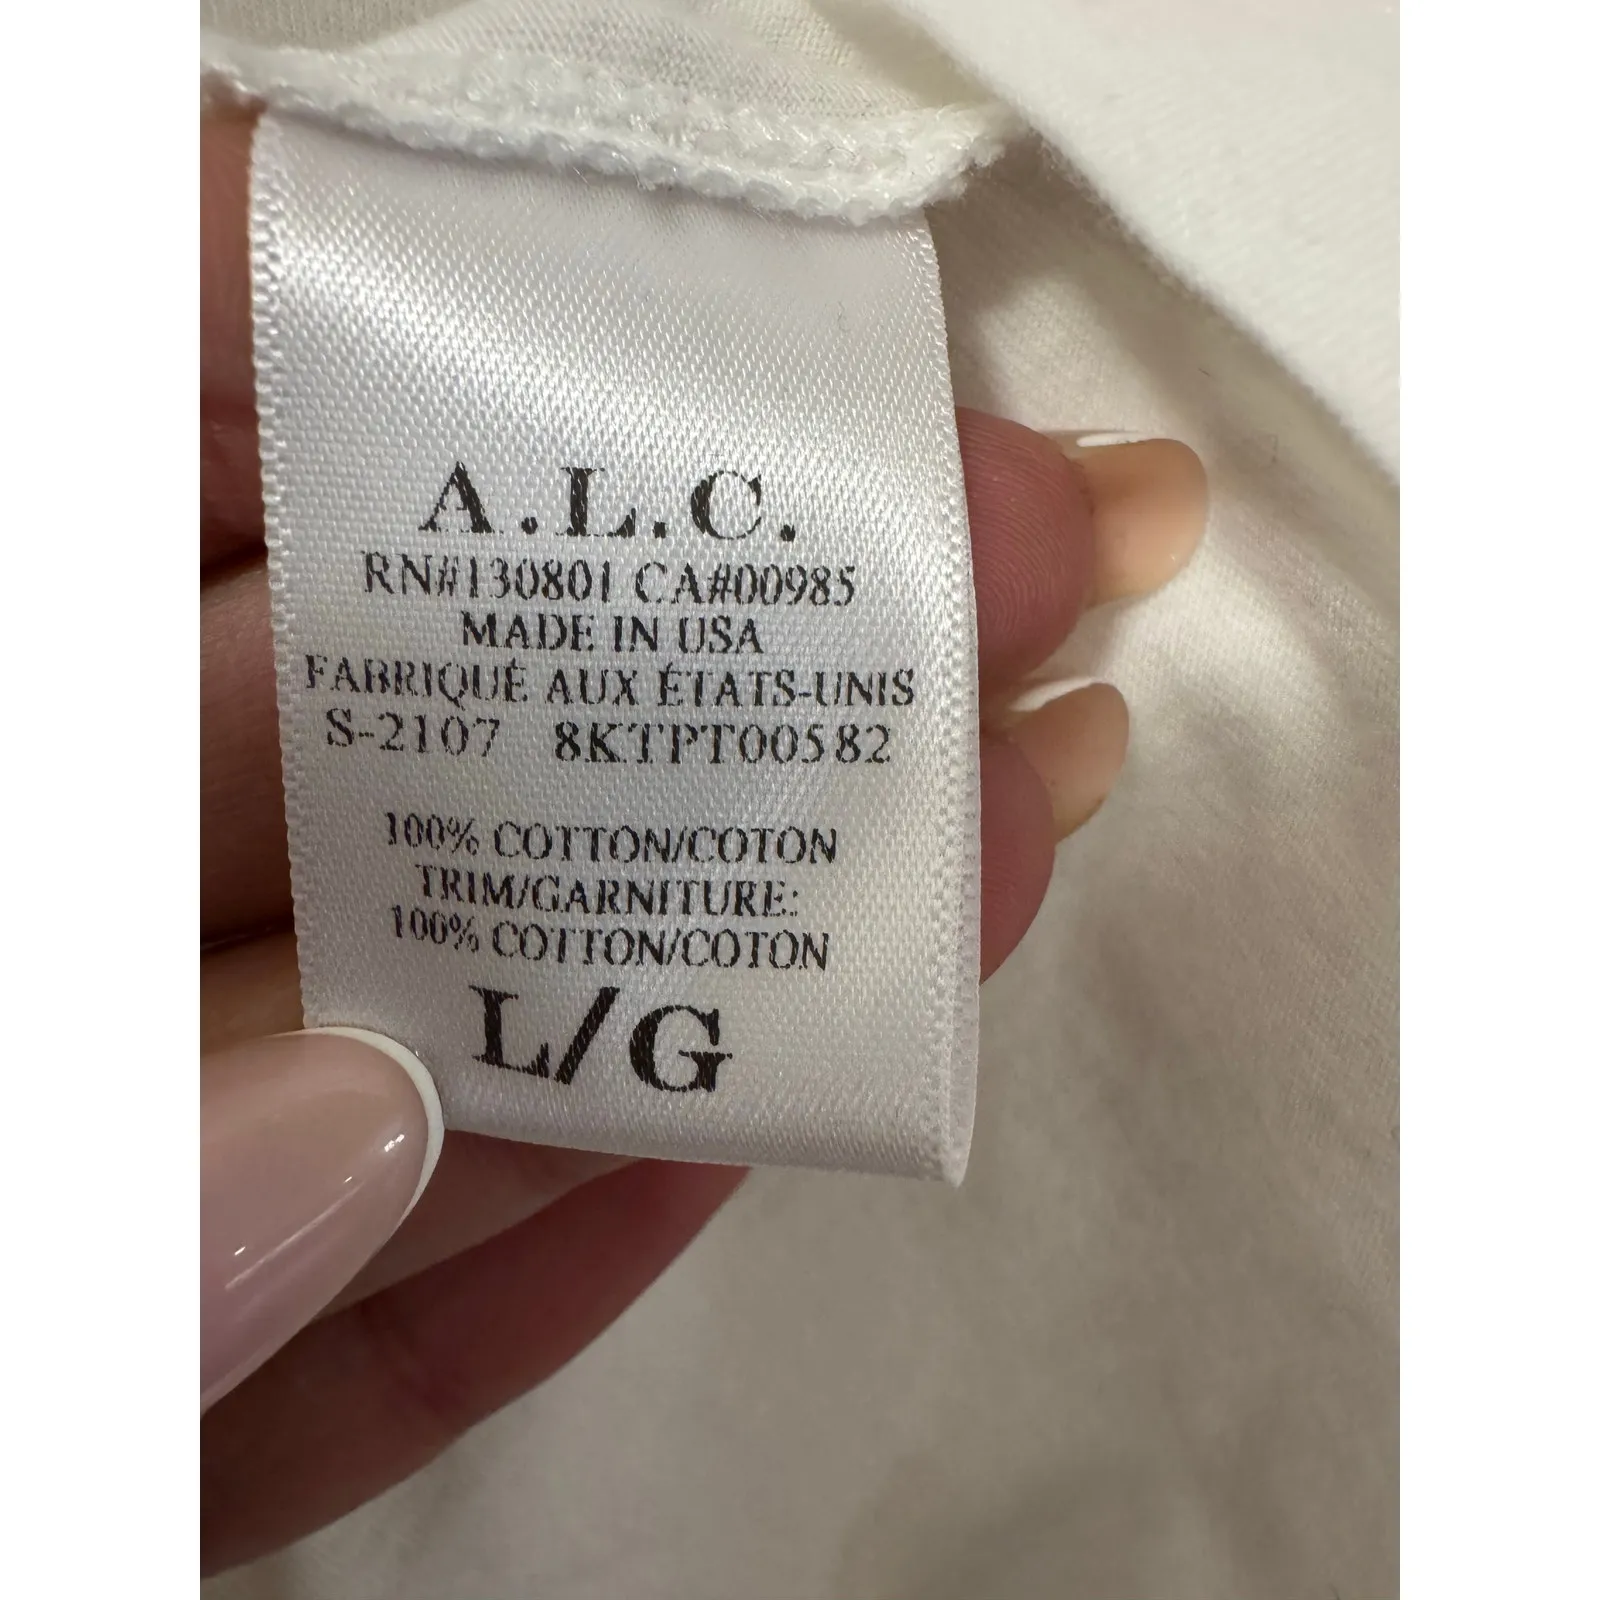 A.L.C.
RN#130801 CA#00985
MADE IN USA
FABRIQUÉ AUX ÉTATS-UNIS
S-2107 8KTPT00582
100% COTTON/COTON
TRIM/GARNITURE:
100% COTTON/COTON
L/G